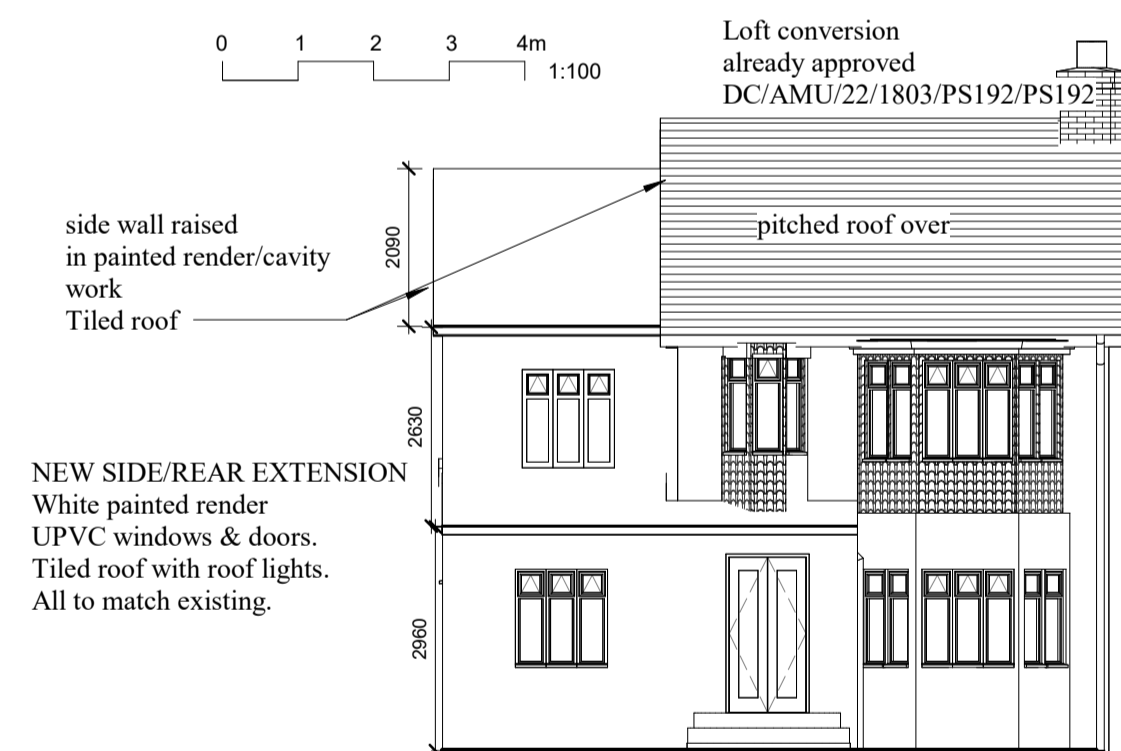 0 1 2 3 4m
1:100
Loft conversion
already approved
DC/AMU/22/1803/PS192/PS192
side wall raised
in painted render/cavity
work
Tiled roof
2090
pitched roof over
2630
NEW SIDE/REAR EXTENSION
White painted render
UPVC windows & doors.
Tiled roof with roof lights.
All to match existing.
2960